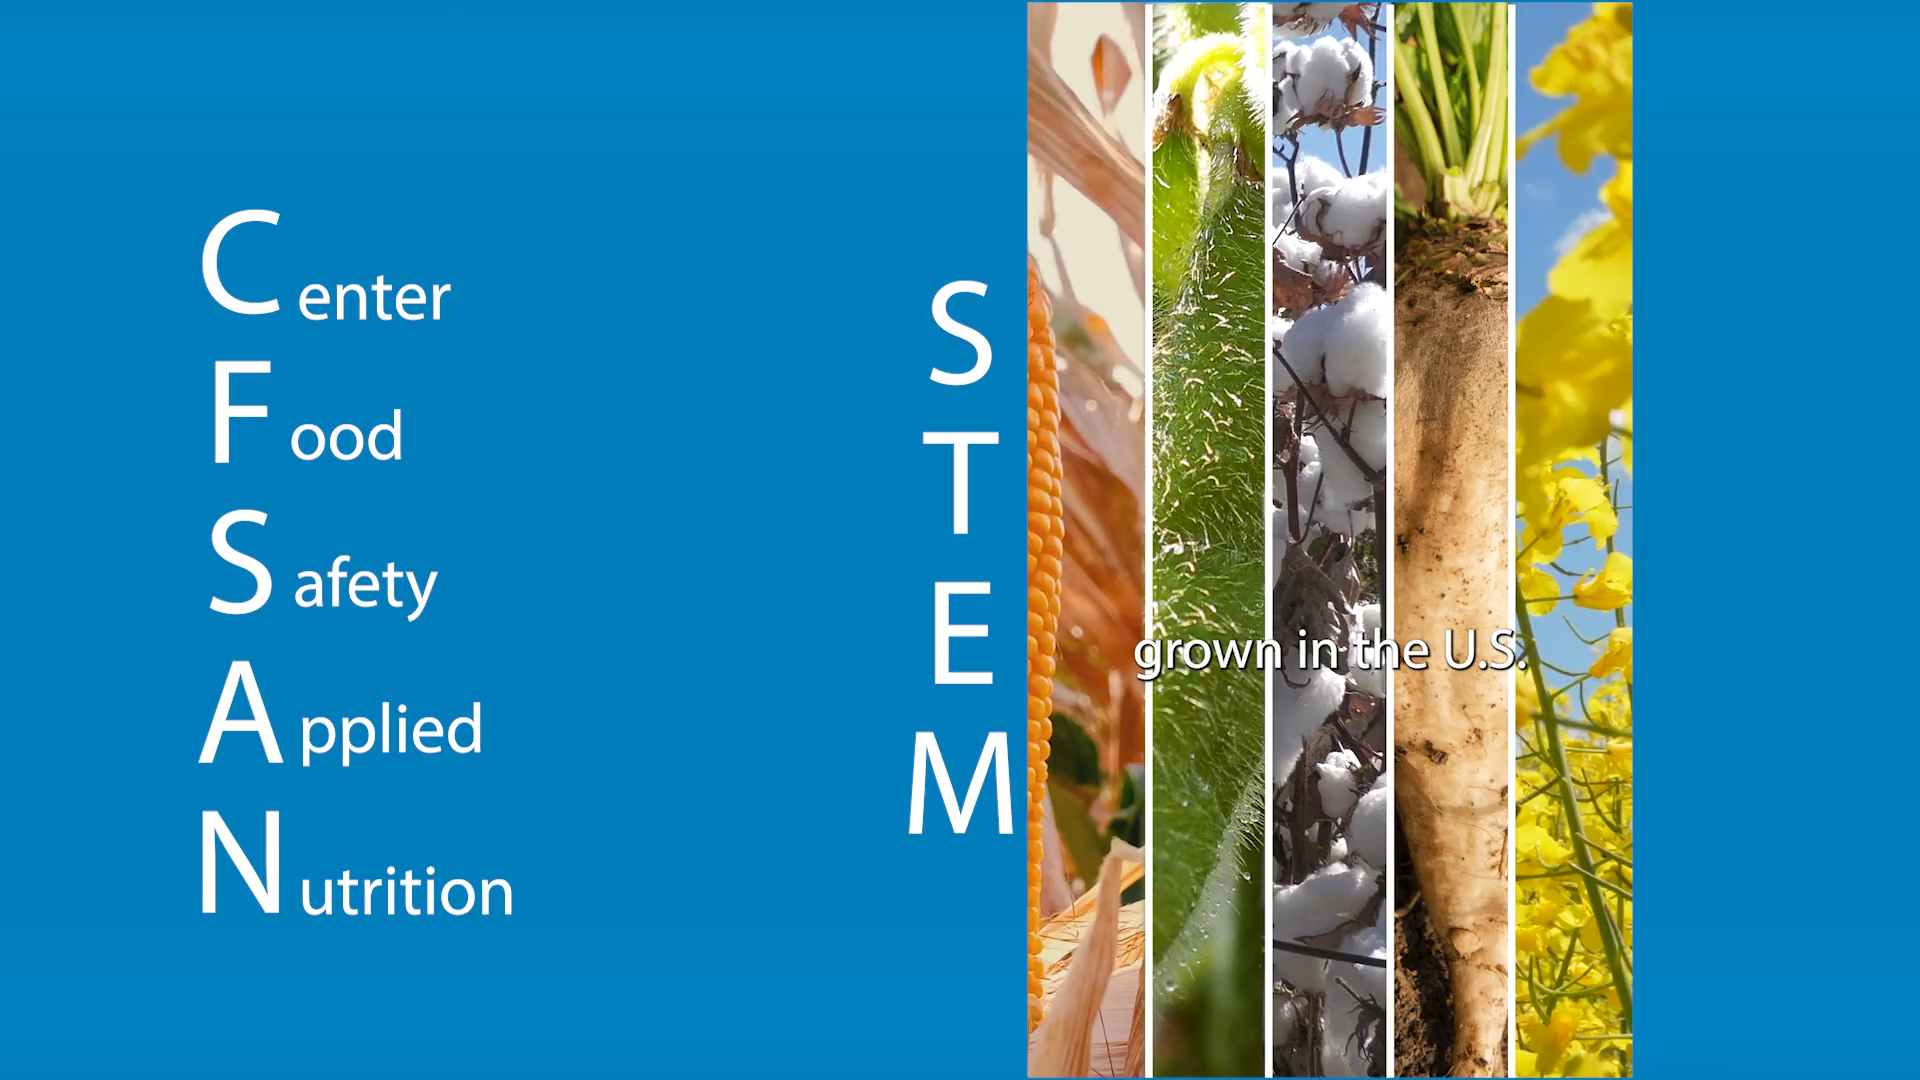 Center
Food
Safety
Applied
Nutrition
S
T
E
M
grown in the U.S.